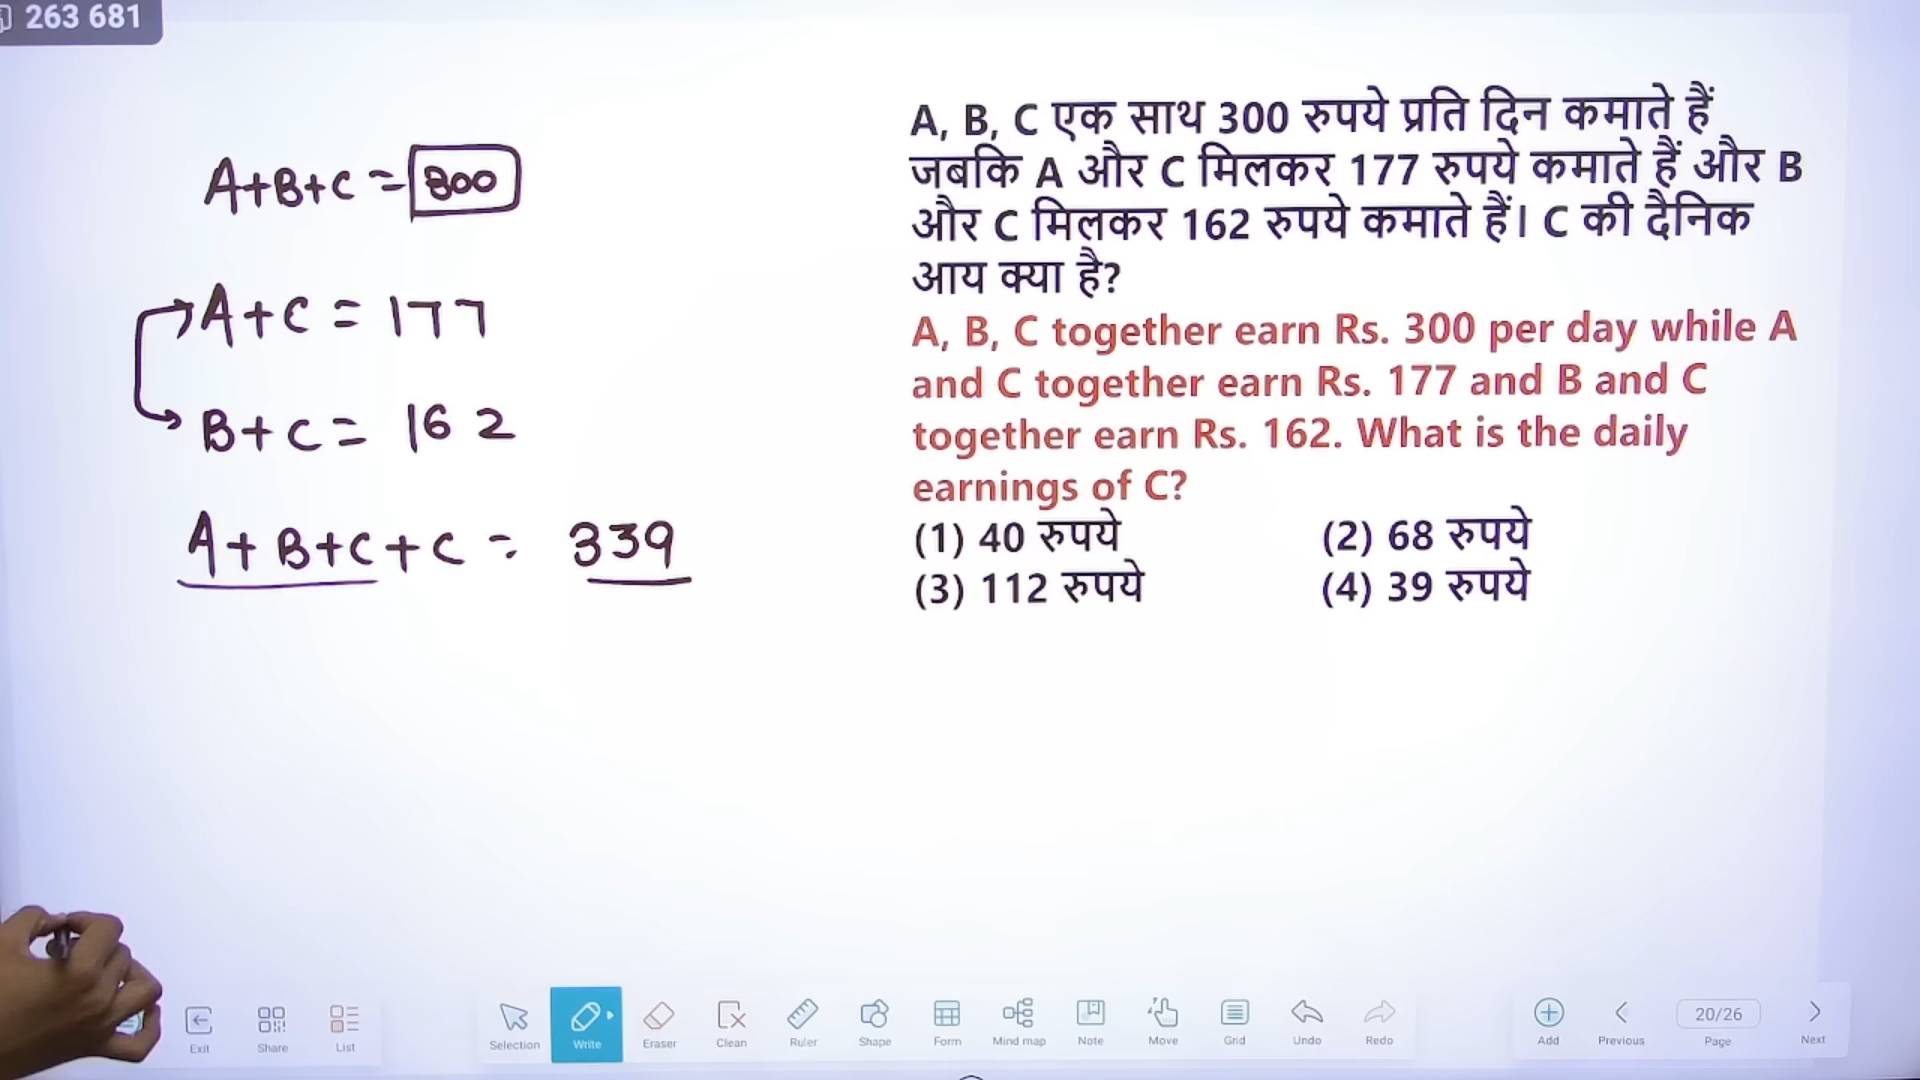 263 681
A+B+C = 300
A+C = 177
B+C = 162
A+B+C+C = 339
A, B, C एक साथ 300 रुपये प्रति दिन कमाते हैं
जबकि A और C मिलकर 177 रुपये कमाते हैं और B
और C मिलकर 162 रुपये कमाते हैं। C की दैनिक
आय क्या है?
A, B, C together earn Rs. 300 per day while A
and C together earn Rs. 177 and B and C
together earn Rs. 162. What is the daily
earnings of C?
(1) 40 रुपये (2) 68 रुपये
(3) 112 रुपये (4) 39 रुपये
Exit Share List Selection Write Eraser Clean Ruler Shape Form Mind map Note Move Grid Undo Redo Add Previous 20/26 Page Next